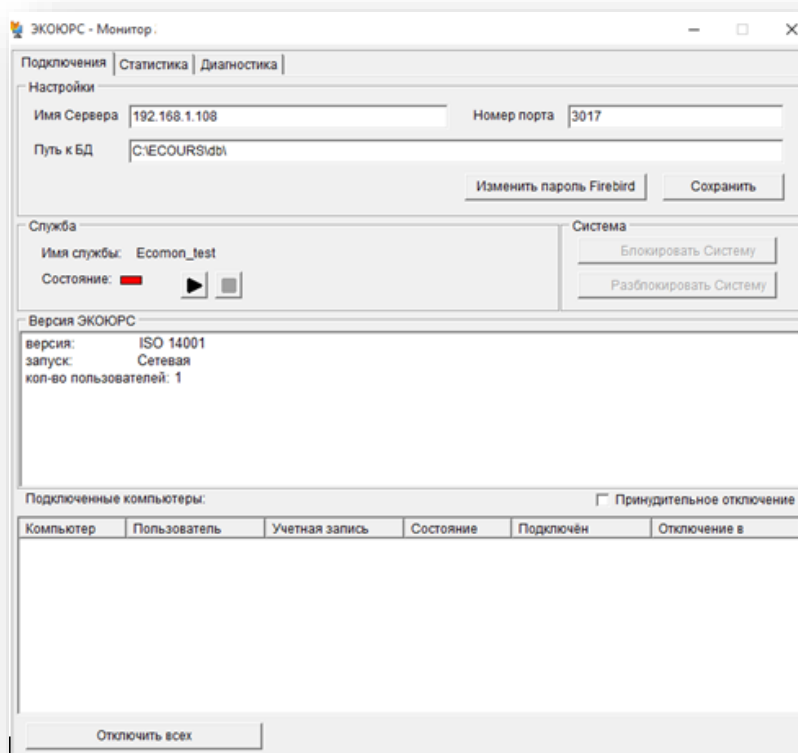 ЭКОЮРС - Монитор
Подключения Статистика Диагностика
Настройки
Имя Сервера 192.168.1.108 Номер порта 3017
Путь к БД C:\ECOURS\db\
Изменить пароль Firebird Сохранить
Служба Система
Имя службы: Ecomon_test Блокировать Систему
Состояние: Разблокировать Систему
Версия ЭКОЮРС
версия: ISO 14001
запуск: Сетевая
кол-во пользователей: 1
Подключенные компьютеры: Принудительное отключение
Компьютер Пользователь Учетная запись Состояние Подключён Отключение в
Отключить всех